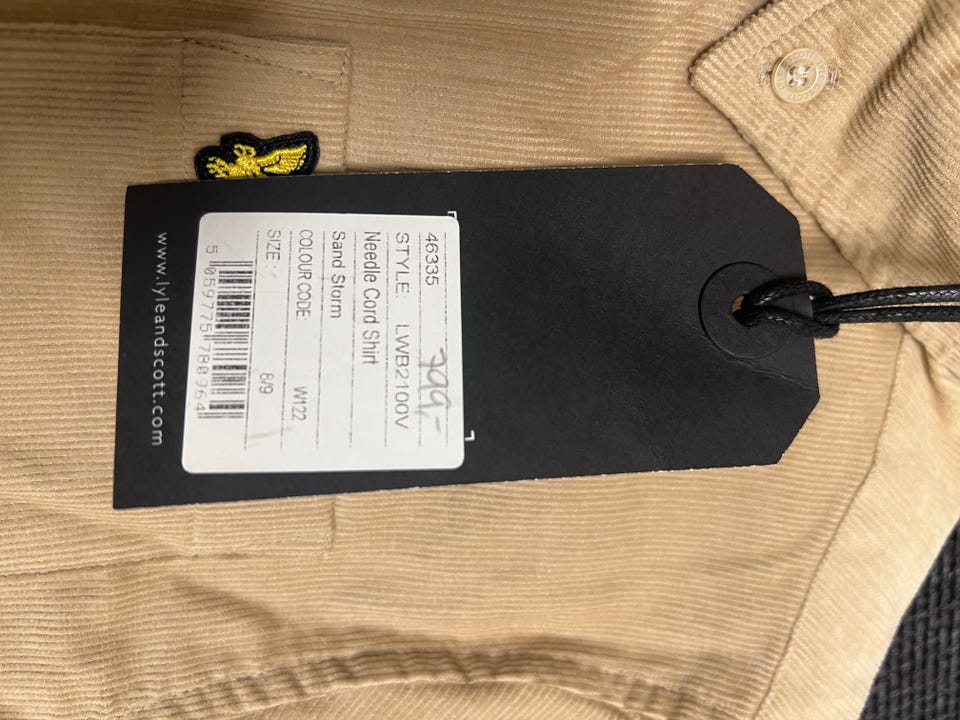 46335 799,-
STYLE: LWB2100V
Needle Cord Shirt
Sand Storm
COLOUR CODE: W122
SIZE: 8/9
5 059775 780964
www.lyleandscott.com